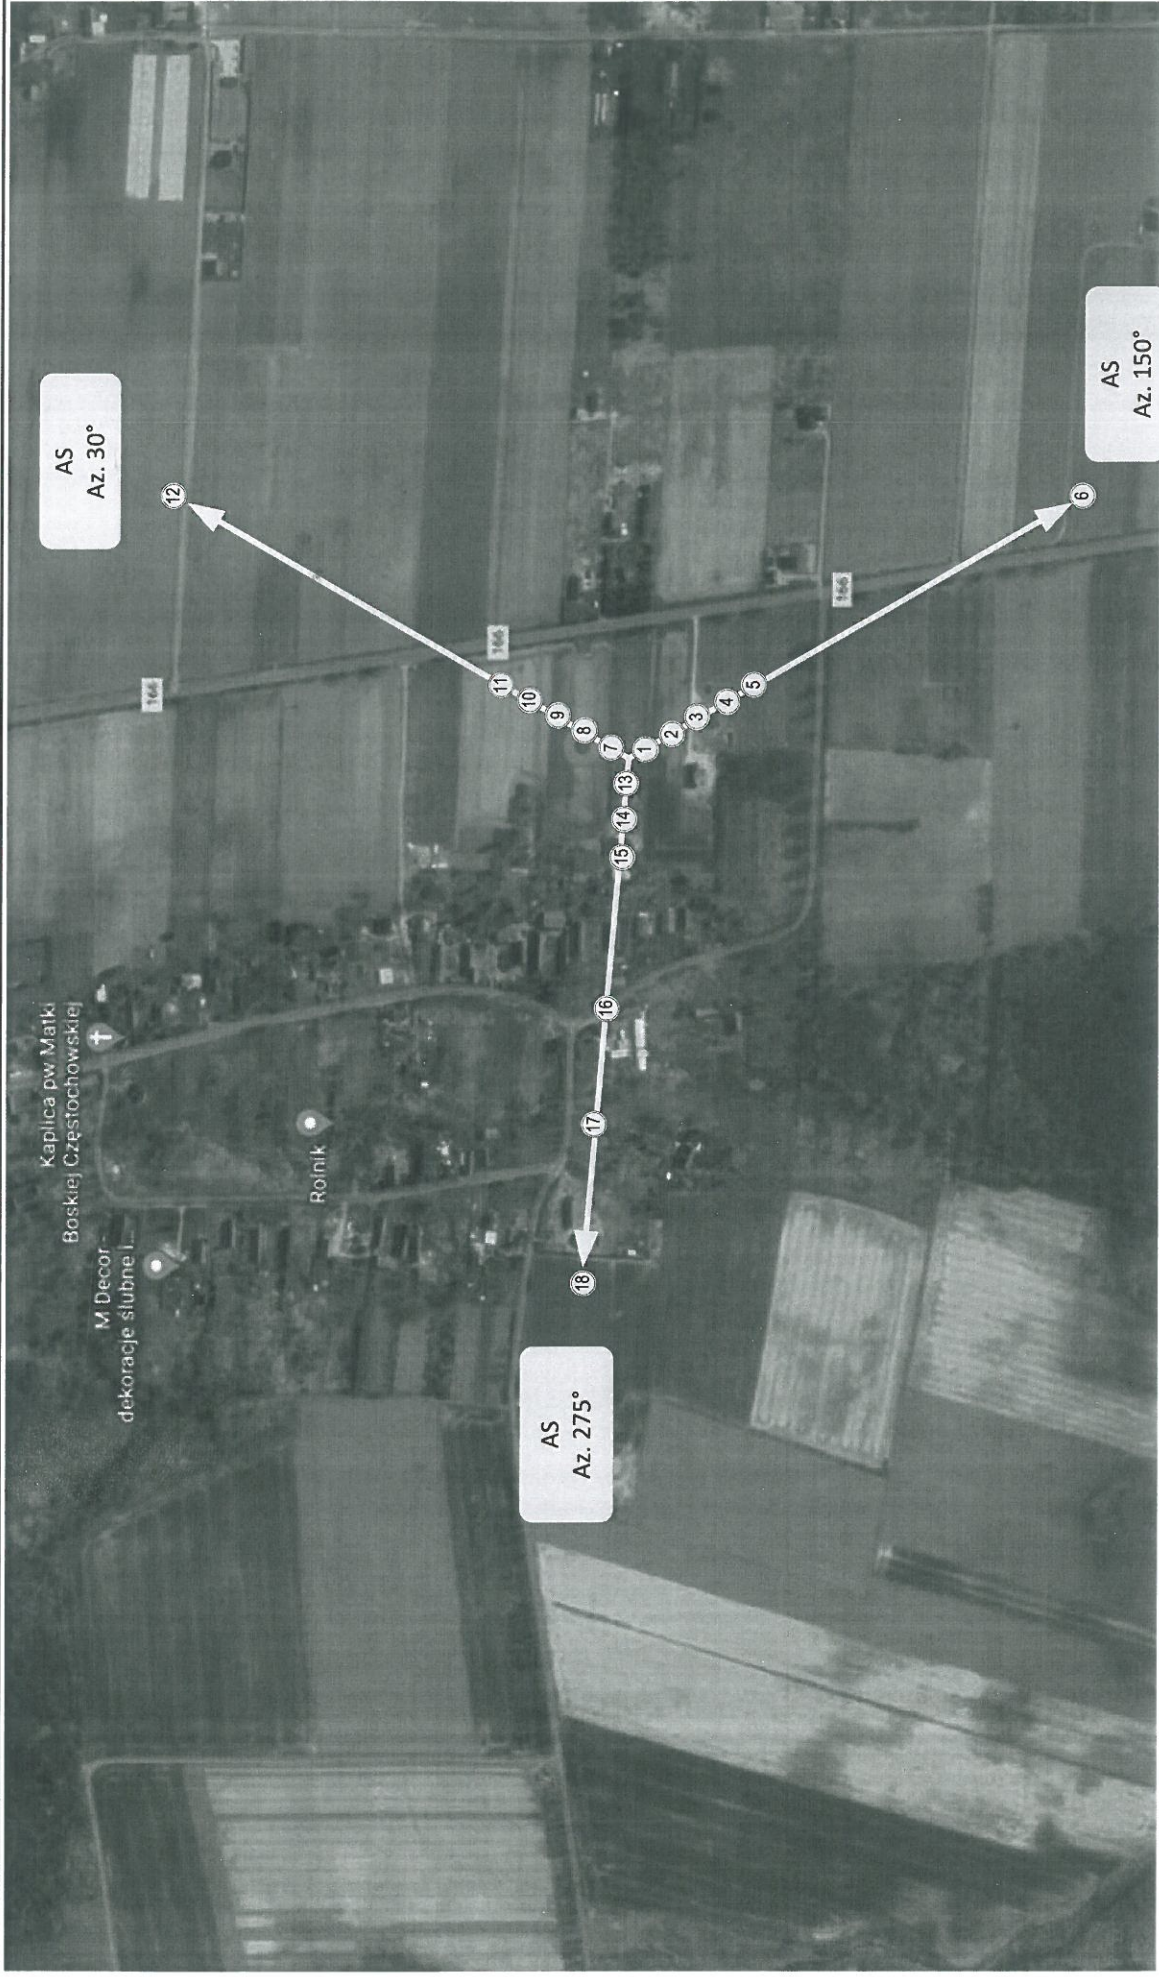 AS
Az. 30°
12
AS
Az. 150°
6
11
10
9
8
7
1
2
3
4
5
13
14
15
16
17
18
AS
Az. 275°
166
166
166
Kaplica pw Matki
Boskiej Częstochowskiej
Rolnik
M Decor-
dekoracje ślubne i...